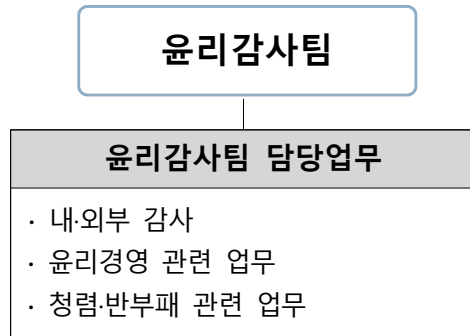 윤리감사팀
윤리감사팀 담당업무
· 내·외부 감사
· 윤리경영 관련 업무
· 청렴·반부패 관련 업무